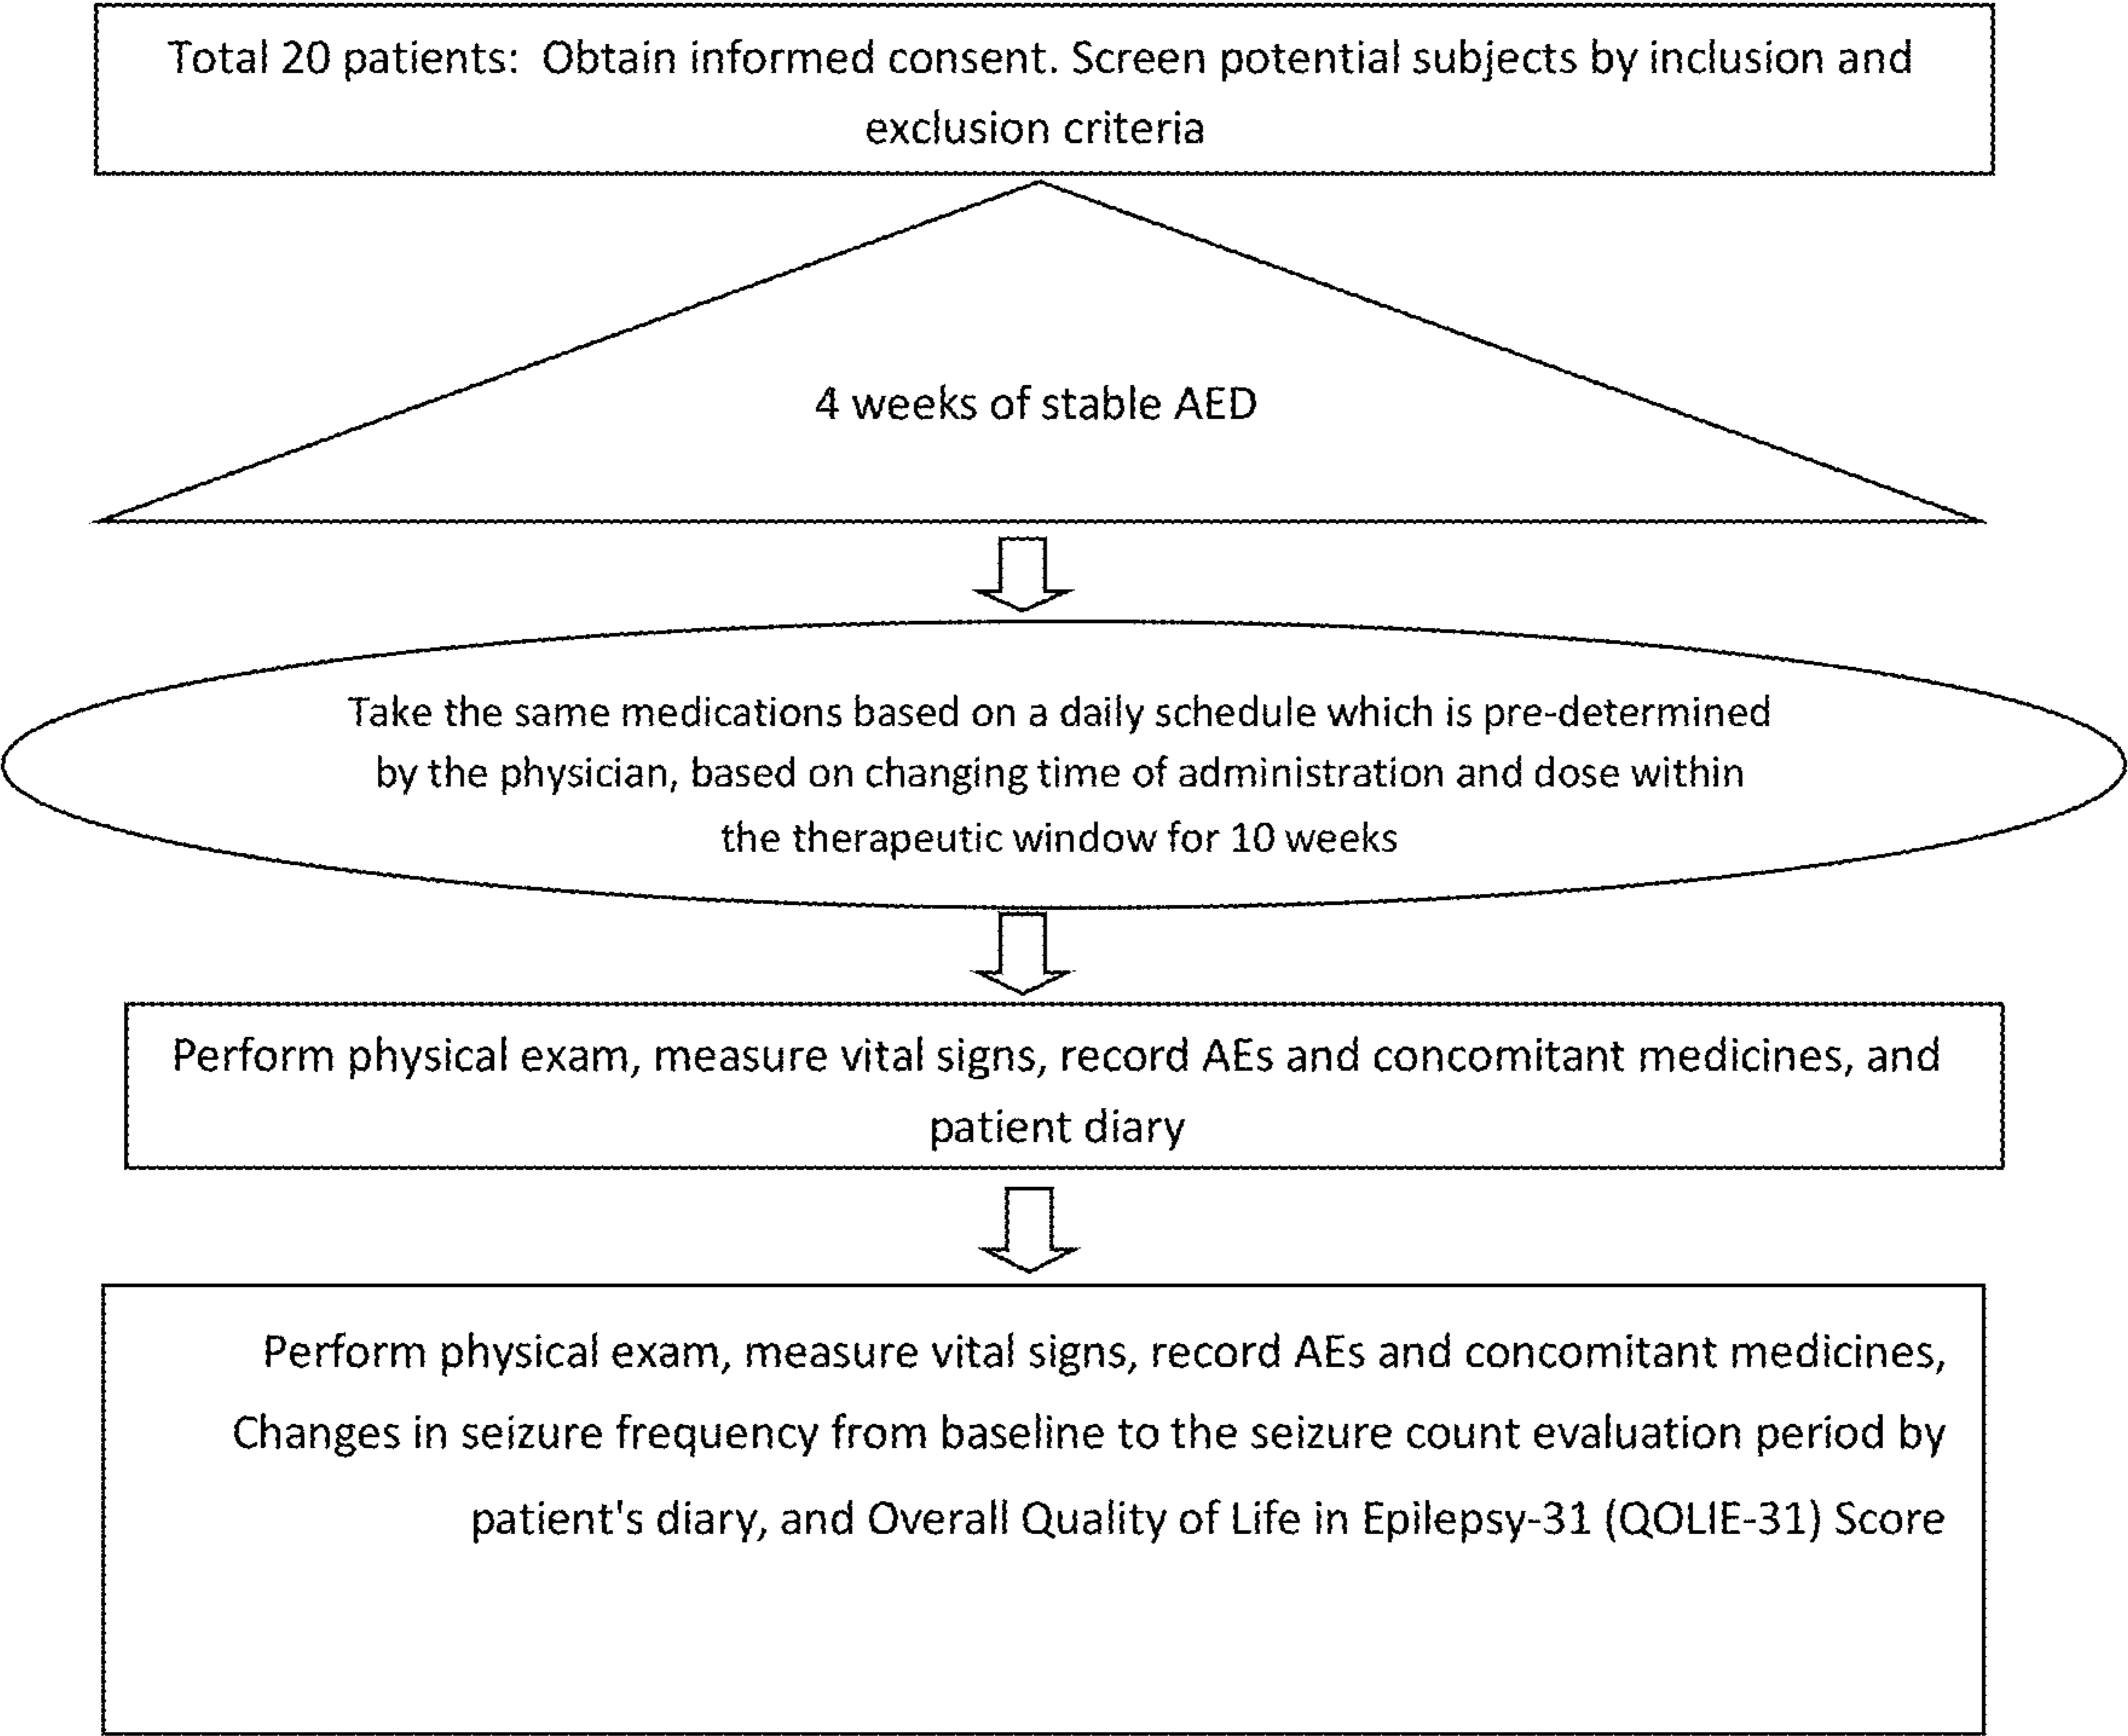 Total 20 patients: Obtain informed consent. Screen potential subjects by inclusion and
exclusion criteria
4 weeks of stable AED
Take the same medications based on a daily schedule which is pre-determined
by the physician, based on changing time of administration and dose within
the therapeutic window for 10 weeks
Perform physical exam, measure vital signs, record AEs and concomitant medicines, and
patient diary
Perform physical exam, measure vital signs, record AEs and concomitant medicines,
Changes in seizure frequency from baseline to the seizure count evaluation period by
patient's diary, and Overall Quality of Life in Epilepsy-31 (QOLIE-31) Score